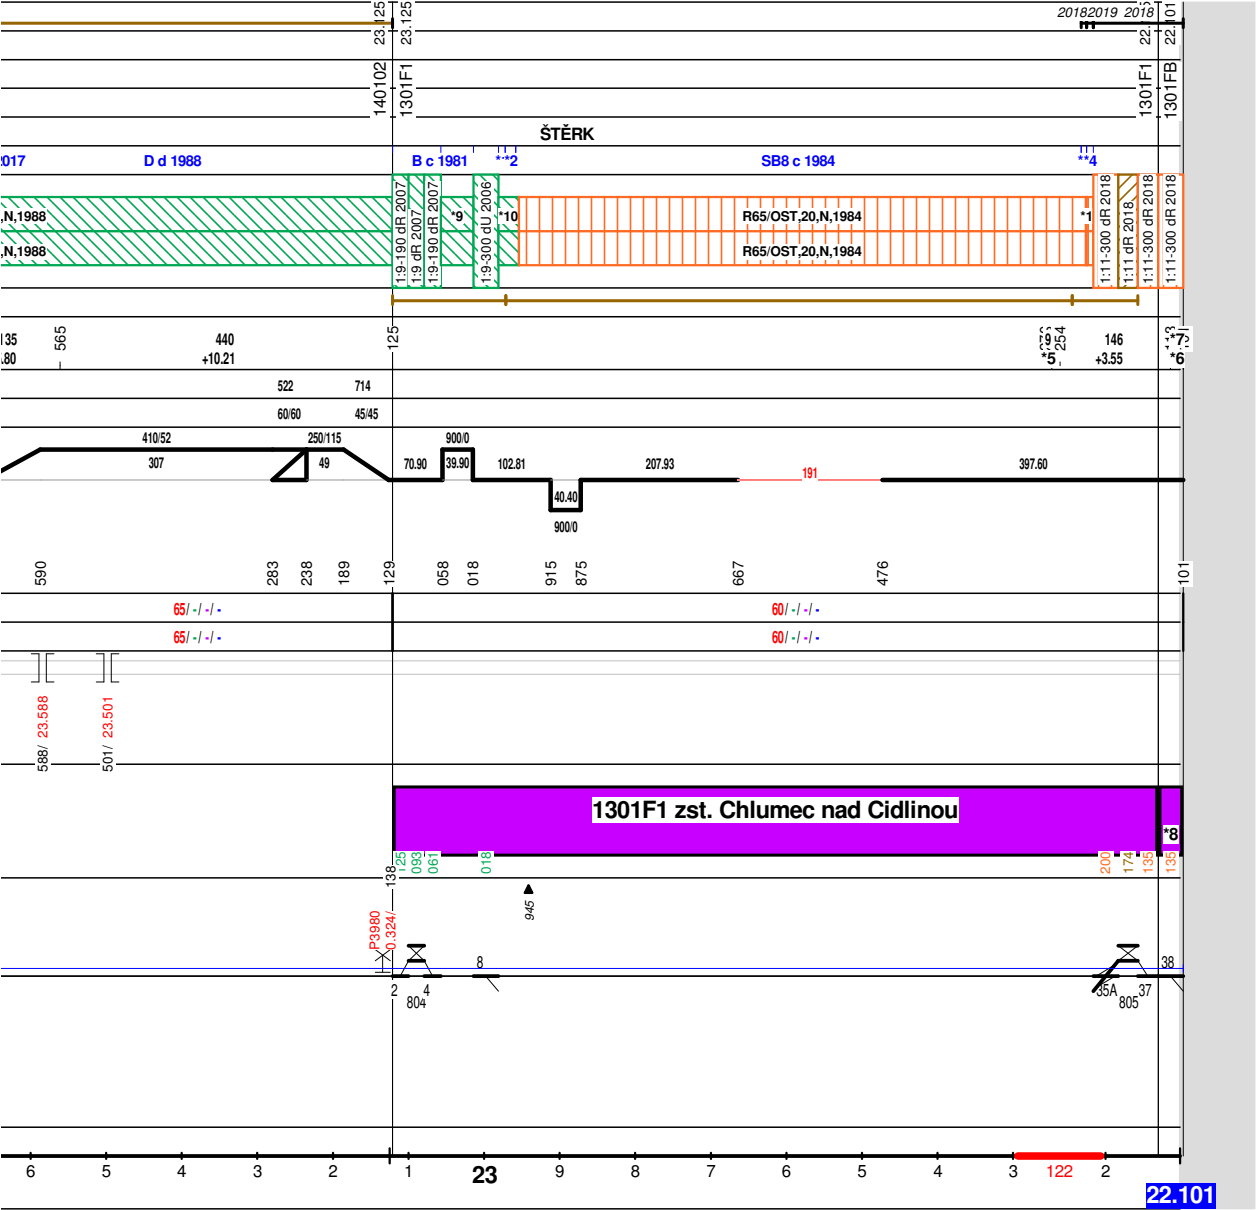 23.125
23.125
2018 2019 2018
22.101
140102
1301F1
1301F1
1301FB
ŠTĚRK
2017
D d 1988
B c 1981
*2
SB8 c 1984
**4
,N,1988
,N,1988
1:9-190 dR 2007
1:9 dR 2007
1:9-190 dR 2007
*9
1:9-300 dU 2006
*10
R65/OST,20,N,1984
R65/OST,20,N,1984
*1
1:11-300 dR 2018
1:11 dR 2018
1:11-300 dR 2018
1:11-300 dR 2018
135
565
440
125
254
146
*7
.80
+10.21
*5
+3.55
*6
522 714
60/60 45/45
410/52 250/115 900/0
307 49 70.90 39.90 102.81 207.93 191 397.60
40.40
900/0
590 283 238 189 129 058 018 915 875 667 476 101
65/ -/ -/ - 60/ -/ -/ -
65/ -/ -/ - 60/ -/ -/ -
588/ 23.588
501/ 23.501
1301F1 zst. Chlumec nad Cidlinou
*8
125 093 061 018 200 174 135 135
138
945
P3980
0.324/
8 38
2 4 35A 37
804 805
6 5 4 3 2 1 23 9 8 7 6 5 4 3 122 2
22.101